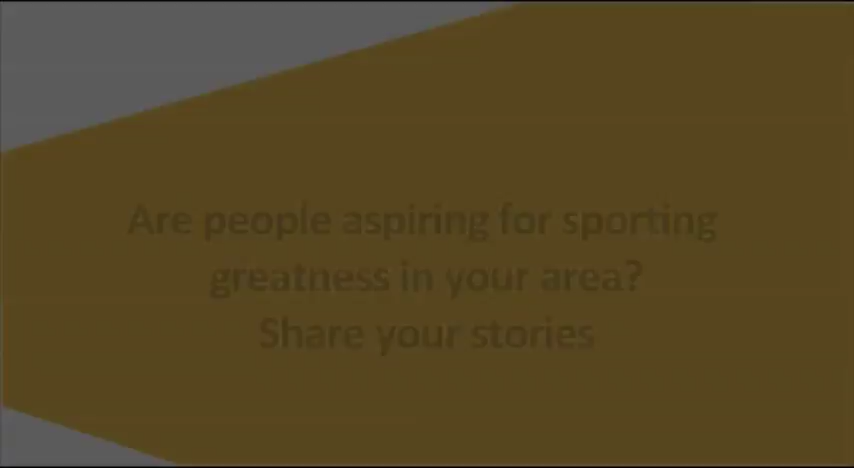 Are people aspiring for sporting
greatness in your area?
Share your stories